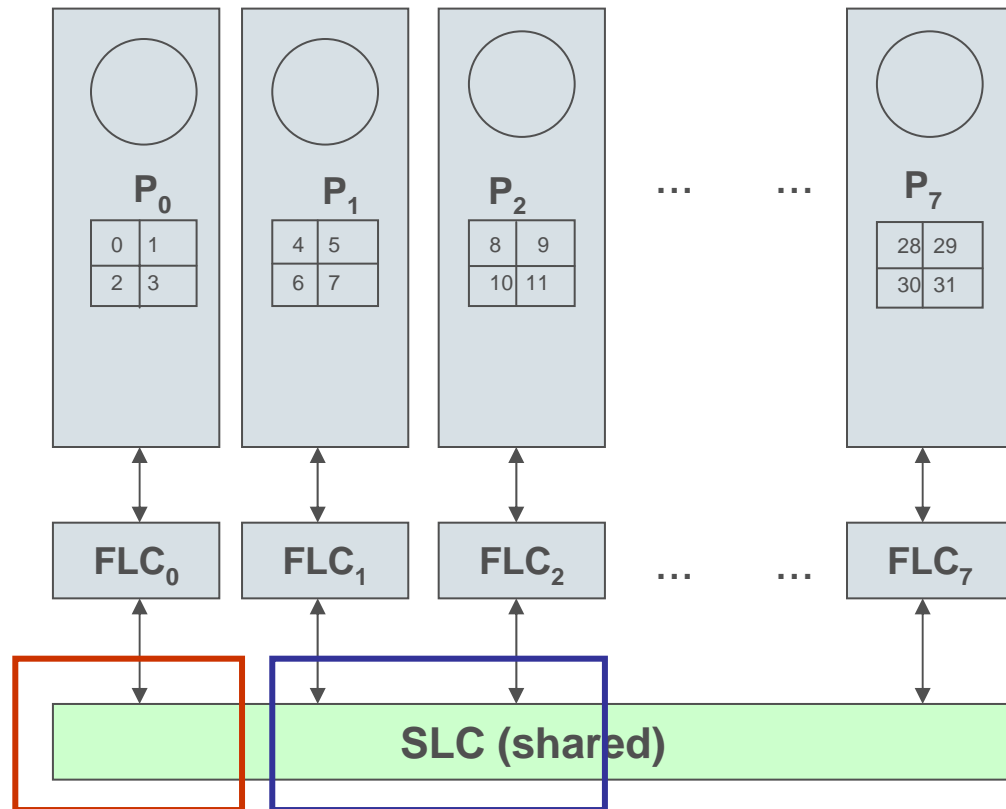 P0 P1 P2 ... ... P7
0 1 4 5 8 9 28 29
2 3 6 7 10 11 30 31
FLC0 FLC1 FLC2 ... ... FLC7
SLC (shared)